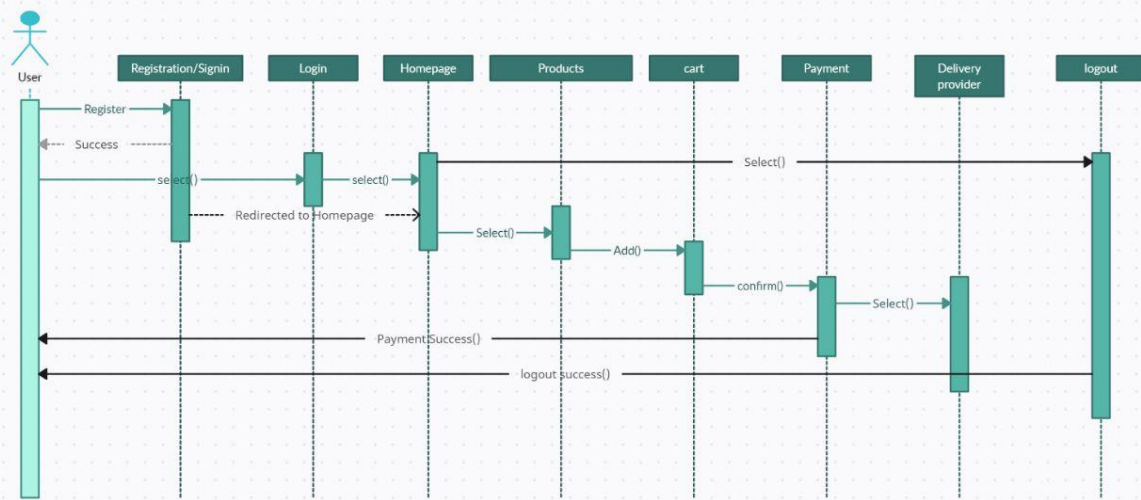 User
Registration/Signin
Login
Homepage
Products
cart
Payment
Delivery
provider
logout
Register
Success
Select()
select()
select()
Redirected to Homepage
Select()
Add()
confirm()
Select()
Payment Success()
logout success()